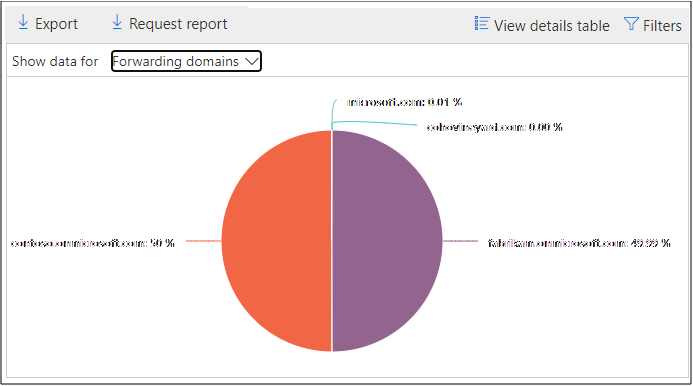 Export Request report View details table Filters
Show data for Forwarding domains
microsoft.com: 0.01 %
cohovineyard.com: 0.00 %
contoso.onmicrosoft.com: 50 %
fabrikam.onmicrosoft.com: 49.99 %